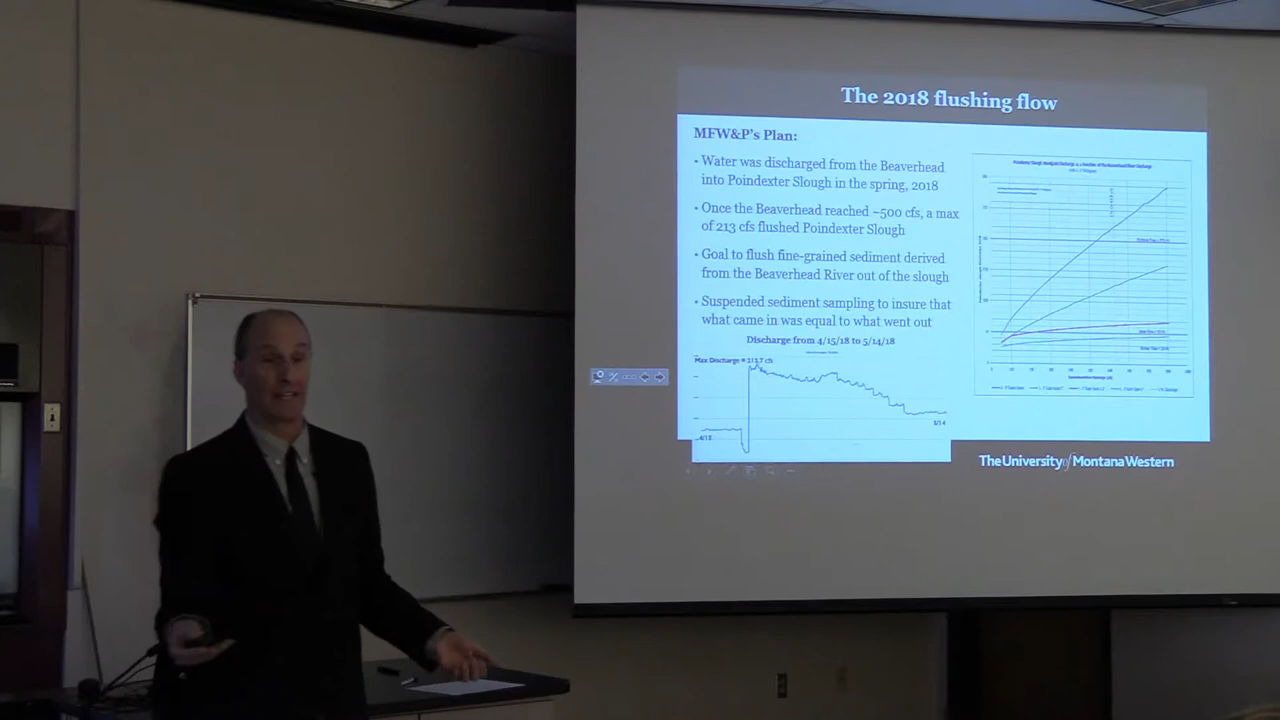 The 2018 flushing flow
MFW&P's Plan:
• Water was discharged from the Beaverhead
into Poindexter Slough in the spring, 2018
• Once the Beaverhead reached ~500 cfs, a max
of 213 cfs flushed Poindexter Slough
• Goal to flush fine-grained sediment derived
from the Beaverhead River out of the slough
• Suspended sediment sampling to insure that
what came in was equal to what went out
Discharge from 4/15/18 to 5/14/18
Max Discharge = 213.7 cfs
4/15
5/14
The University of Montana Western